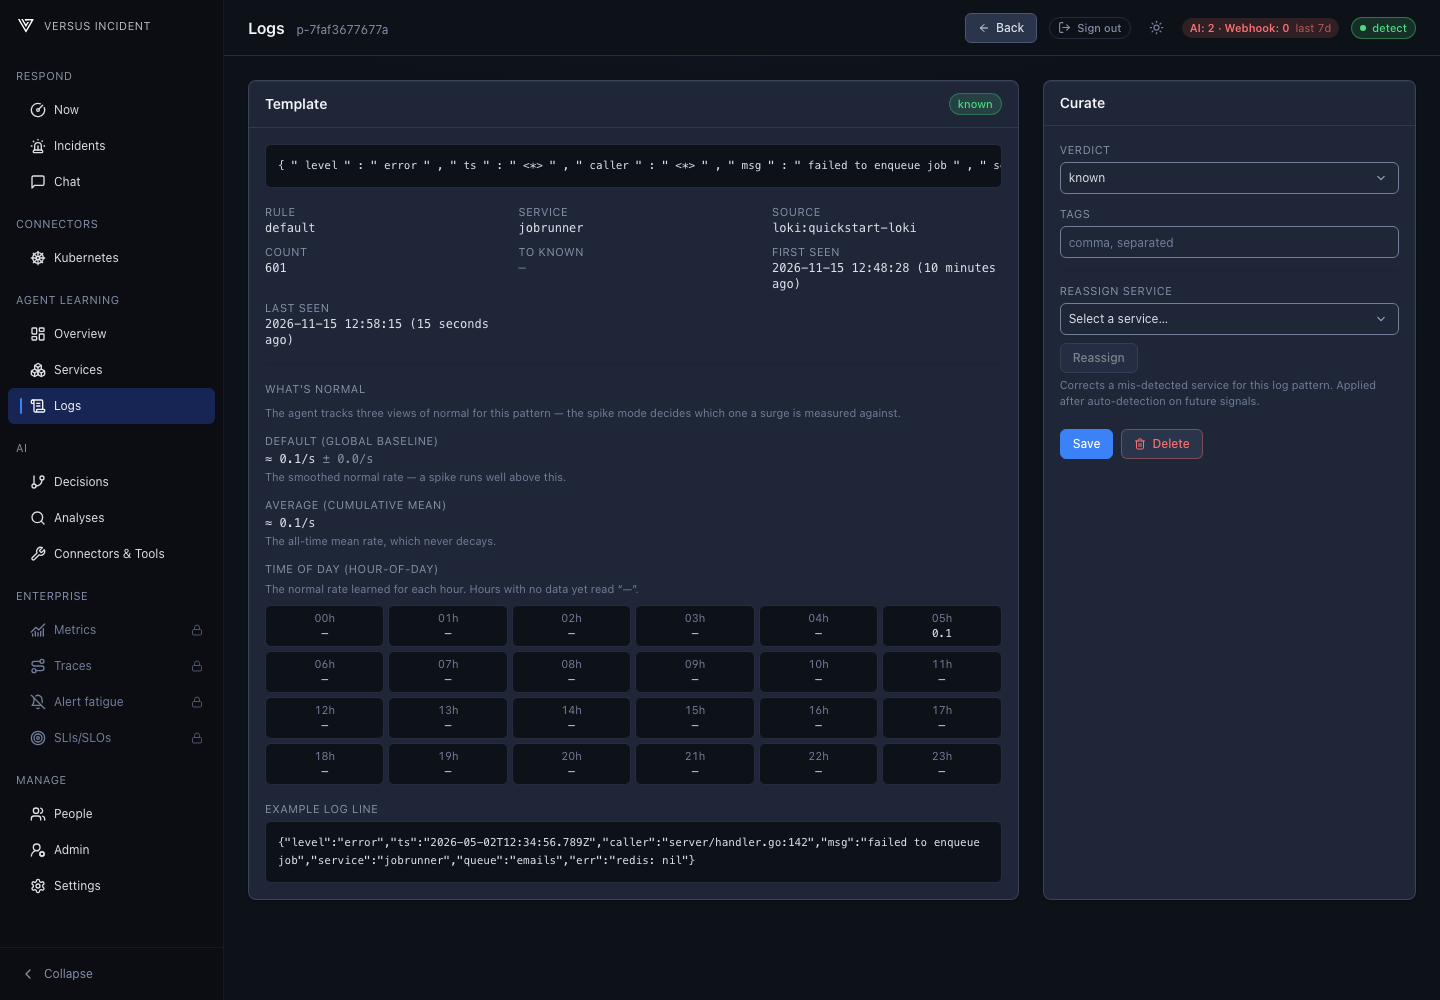 VERSUS INCIDENT
RESPOND
Now
Incidents
Chat
CONNECTORS
Kubernetes
AGENT LEARNING
Overview
Services
Logs
AI
Decisions
Analyses
Connectors & Tools
ENTERPRISE
Metrics
Traces
Alert fatigue
SLIs/SLOs
MANAGE
People
Admin
Settings
Collapse
Logs p-7faf3677677a
Back
Sign out
AI: 2 · Webhook: 0 last 7d
detect
Template
known
{ " level " : " error " , " ts " : " <*> " , " caller " : " <*> " , " msg " : " failed to enqueue job " , " s
RULE
default
SERVICE
jobrunner
SOURCE
loki:quickstart-loki
COUNT
601
TO KNOWN
—
FIRST SEEN
2026-11-15 12:48:28 (10 minutes
ago)
LAST SEEN
2026-11-15 12:58:15 (15 seconds
ago)
WHAT'S NORMAL
The agent tracks three views of normal for this pattern — the spike mode decides which one a surge is measured against.
DEFAULT (GLOBAL BASELINE)
≈ 0.1/s ± 0.0/s
The smoothed normal rate — a spike runs well above this.
AVERAGE (CUMULATIVE MEAN)
≈ 0.1/s
The all-time mean rate, which never decays.
TIME OF DAY (HOUR-OF-DAY)
The normal rate learned for each hour. Hours with no data yet read “—”.
00h 01h 02h 03h 04h 05h
— — — — — 0.1
06h 07h 08h 09h 10h 11h
— — — — — —
12h 13h 14h 15h 16h 17h
— — — — — —
18h 19h 20h 21h 22h 23h
— — — — — —
EXAMPLE LOG LINE
{"level":"error","ts":"2026-05-02T12:34:56.789Z","caller":"server/handler.go:142","msg":"failed to enqueue
job","service":"jobrunner","queue":"emails","err":"redis: nil"}
Curate
VERDICT
known
TAGS
comma, separated
REASSIGN SERVICE
Select a service...
Reassign
Corrects a mis-detected service for this log pattern. Applied
after auto-detection on future signals.
Save
Delete